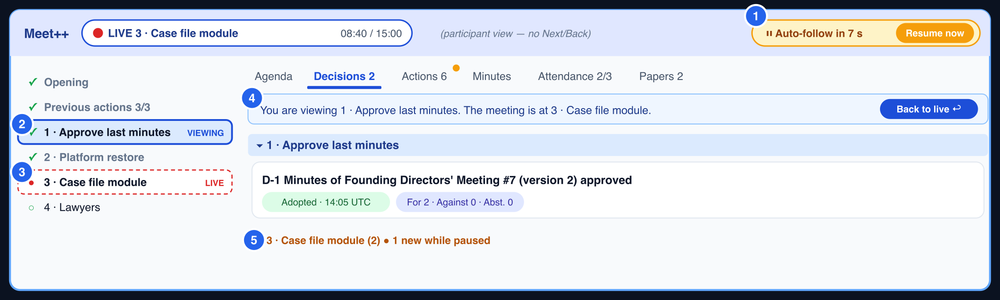 1
Meet++
LIVE 3 · Case file module 08:40 / 15:00
(participant view — no Next/Back)
Auto-follow in 7 s
Resume now
✓ Opening
✓ Previous actions 3/3
2
✓ 1 · Approve last minutes VIEWING
✓ 2 · Platform restore
3
3 · Case file module LIVE
4 · Lawyers
Agenda Decisions 2 Actions 6 Minutes Attendance 2/3 Papers 2
4
You are viewing 1 · Approve last minutes. The meeting is at 3 · Case file module.
Back to live ↩
1 · Approve last minutes
D-1 Minutes of Founding Directors' Meeting #7 (version 2) approved
Adopted · 14:05 UTC
For 2 · Against 0 · Abst. 0
5
3 · Case file module (2) ● 1 new while paused